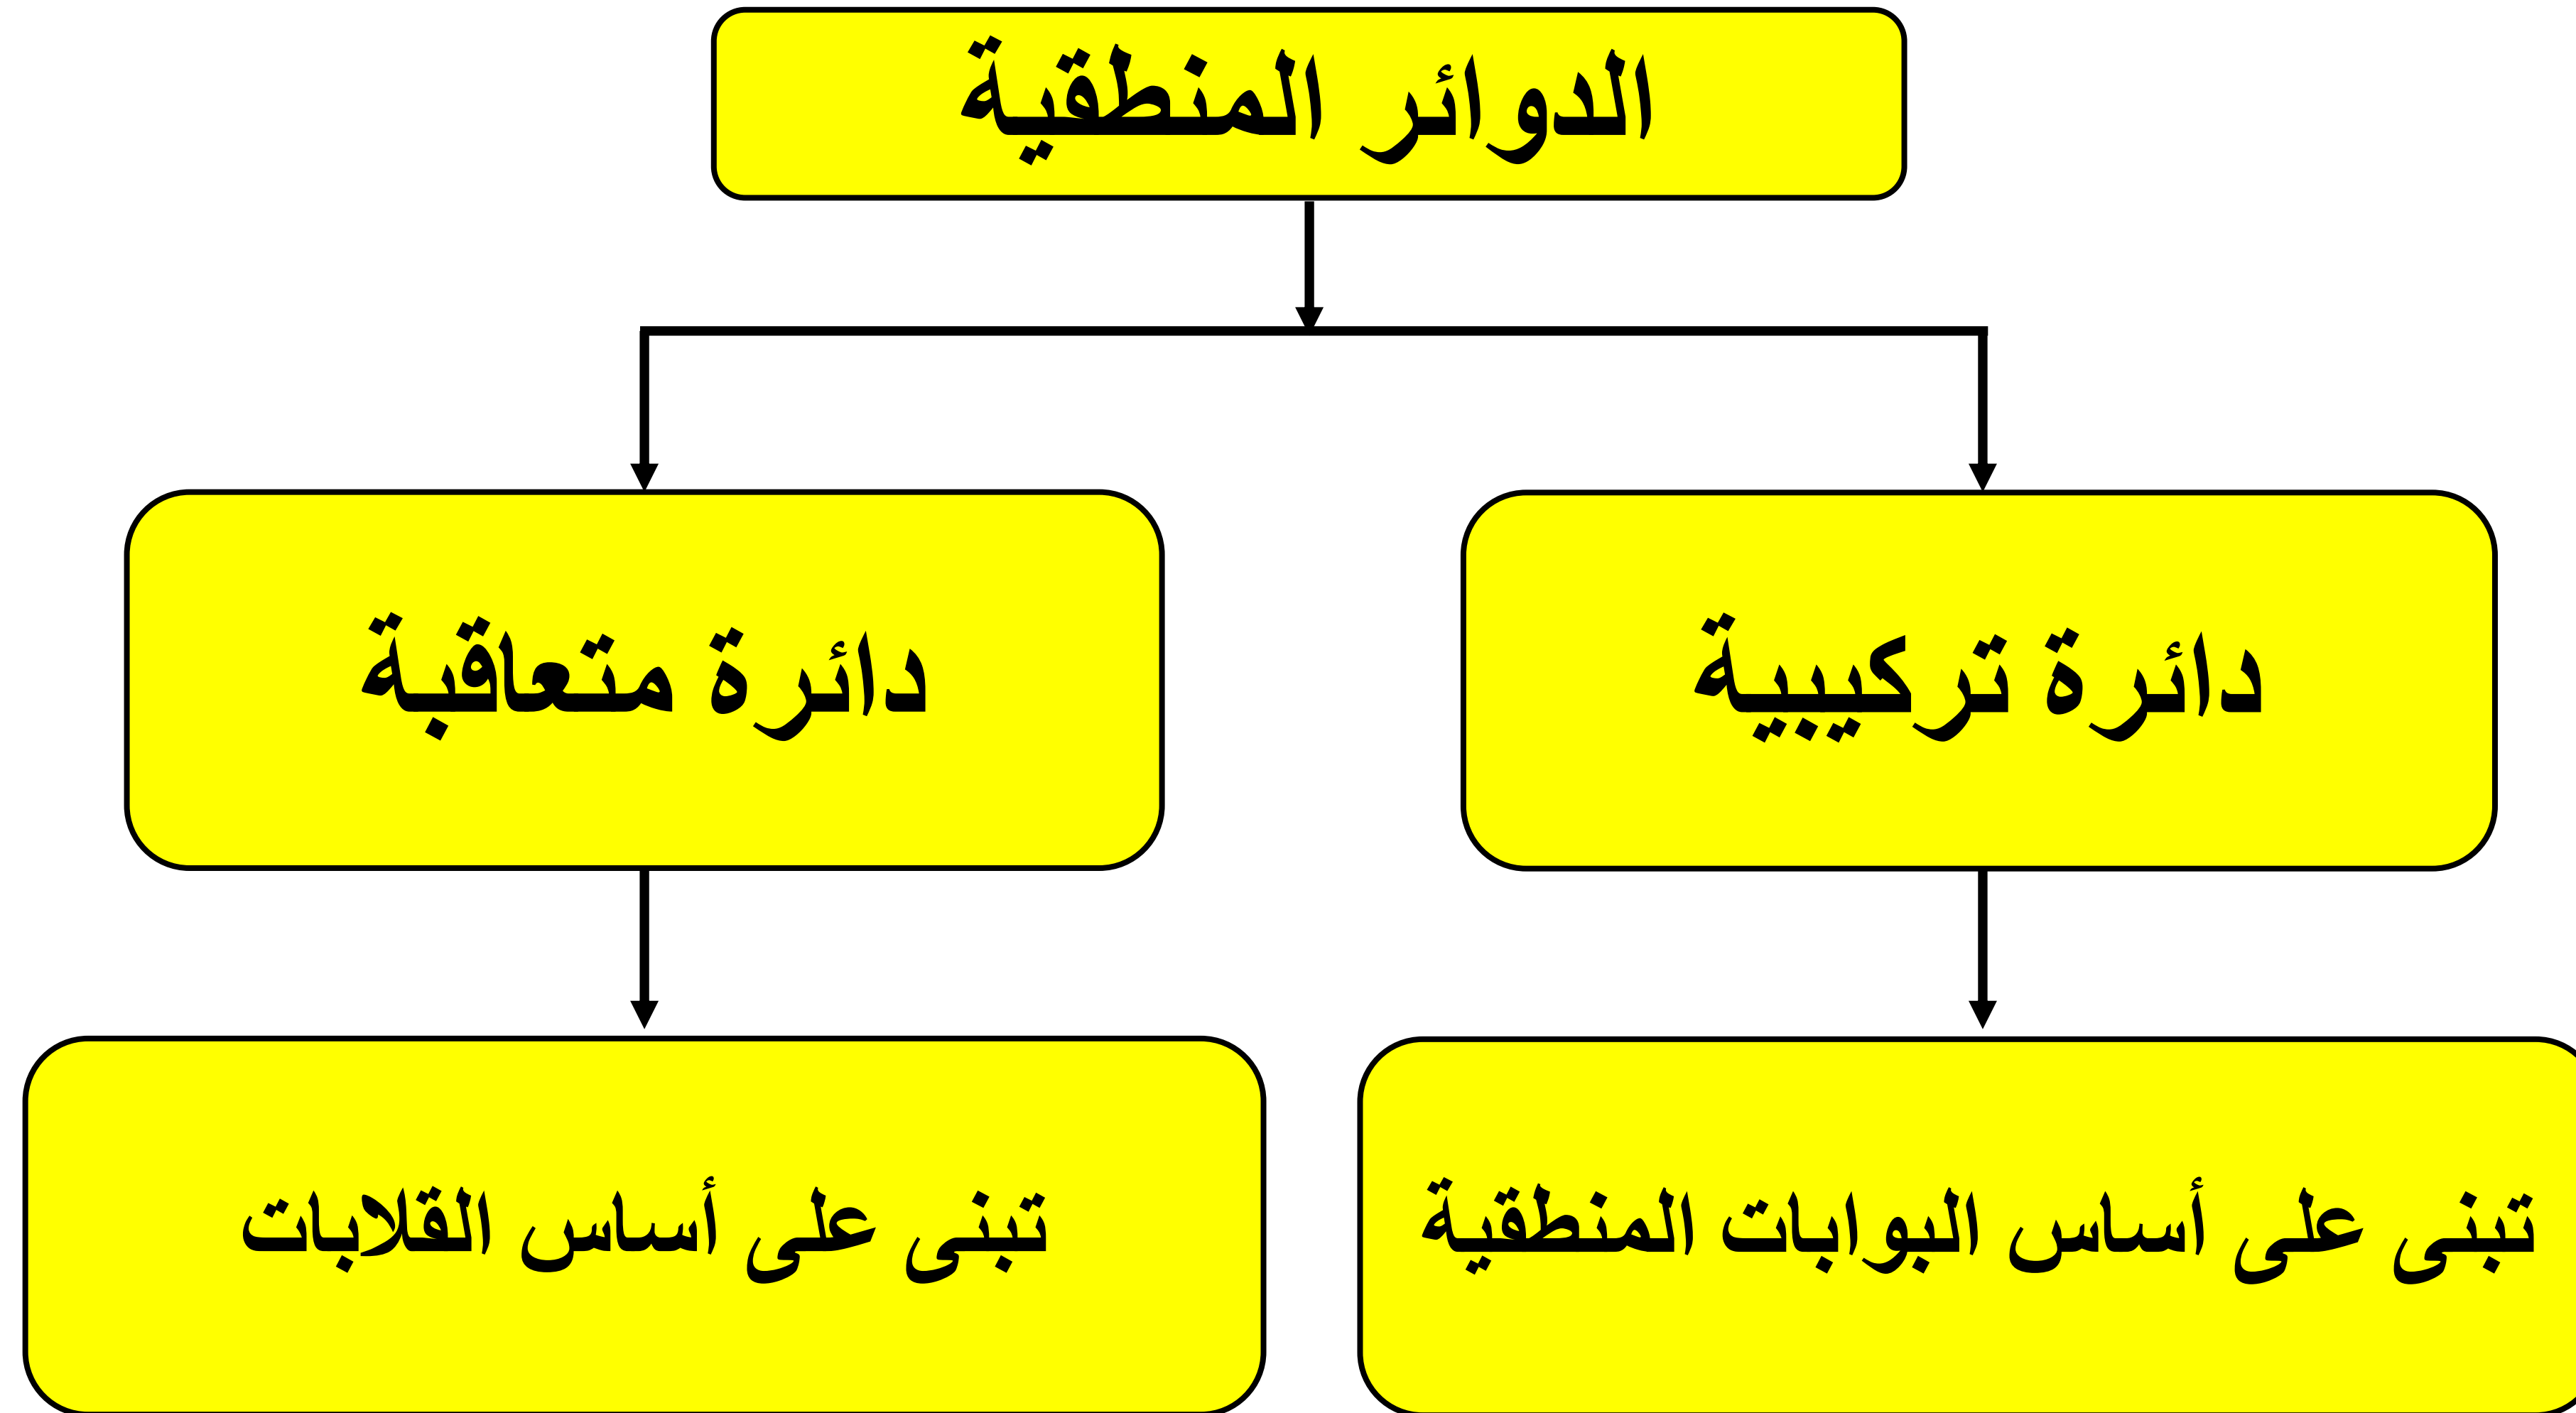 الدوائر المنطقية
دائرة تركيبية
دائرة متعاقبة
تبنى على أساس البوابات المنطقية
تبنى على أساس القلابات